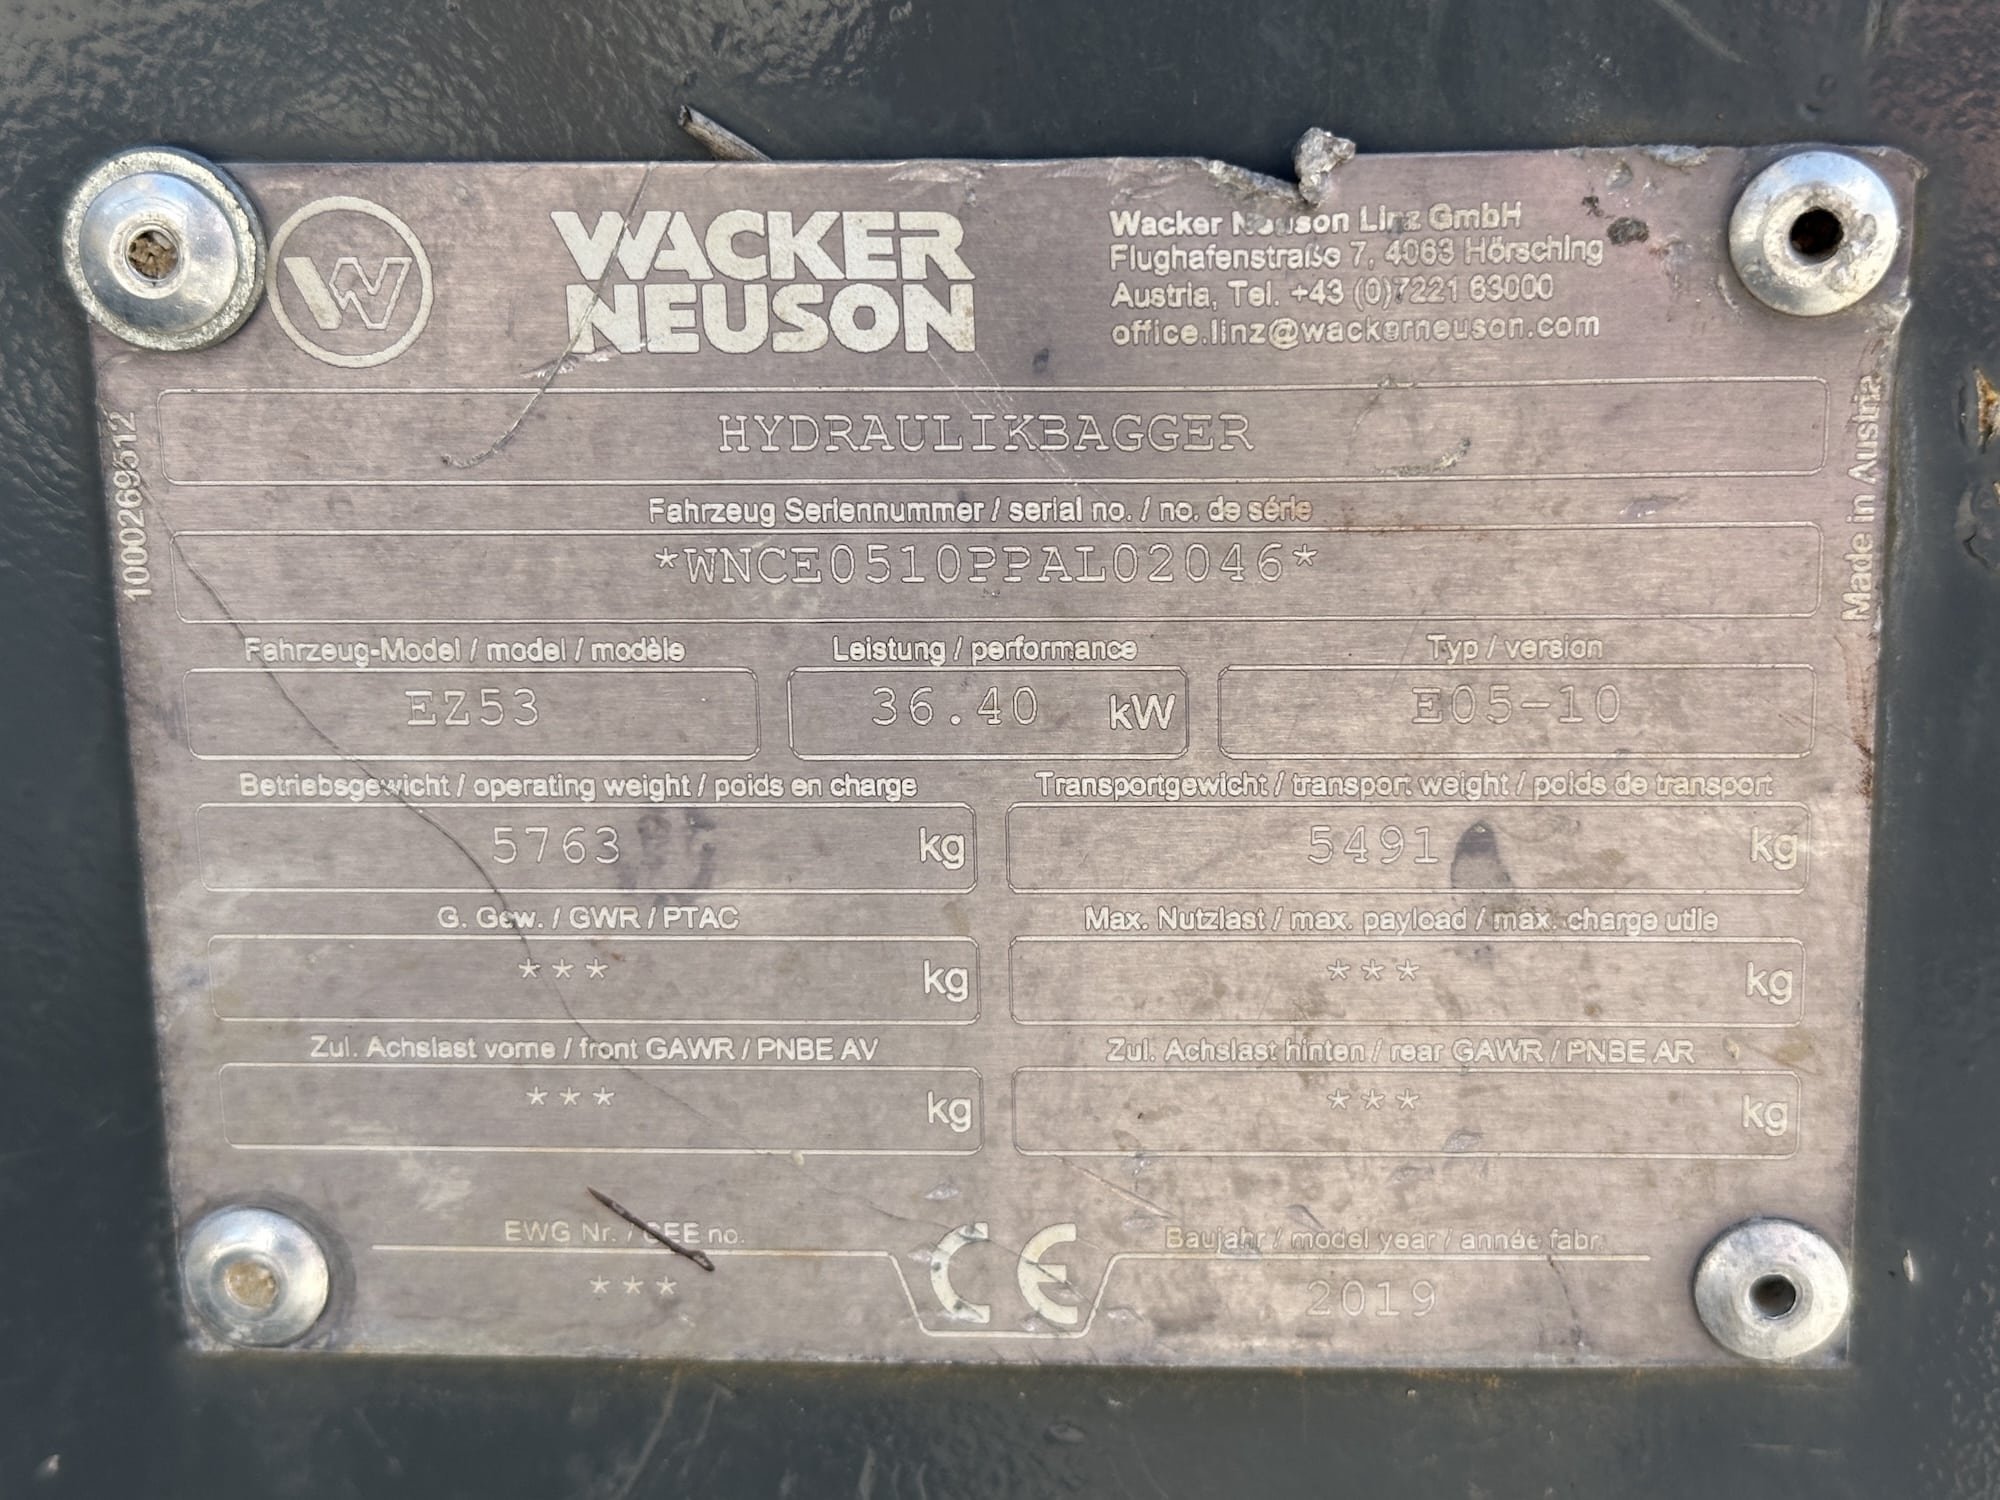 WACKER
NEUSON
Wacker Neuson Linz GmbH
Flughafenstraße 7, 4063 Hörsching
Austria, Tel. +43 (0)7221 63000
office.linz@wackerneuson.com
HYDRAULIKBAGGER
Fahrzeug Seriennummer / serial no. / no. de série
*WNCE0510PPAL02046*
Fahrzeug-Model / model / modèle
EZ53
Leistung / performance
36.40 kW
Typ / version
E05-10
Betriebsgewicht / operating weight / poids en charge
5763 kg
Transportgewicht / transport weight / poids de transport
5491 kg
G. Gew. / GWR / PTAC
*** kg
Max. Nutzlast / max. payload / max. charge utile
*** kg
Zul. Achslast vorne / front GAWR / PNBE AV
*** kg
Zul. Achslast hinten / rear GAWR / PNBE AR
*** kg
EWG Nr. / CEE no.
***
CE
Baujahr / model year / année fabr.
2019
1000269512
Made in Austria